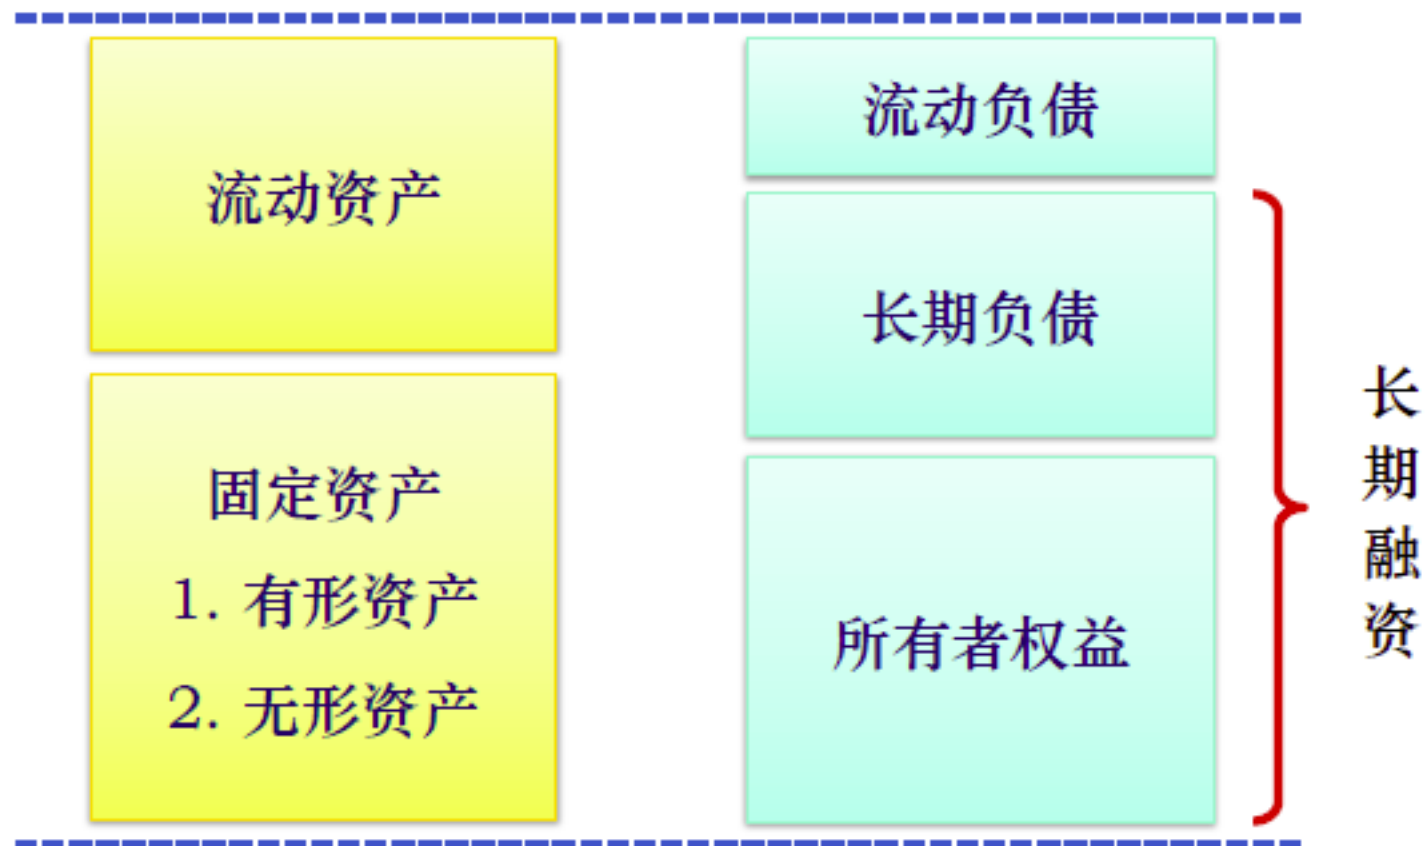 流动资产
固定资产
1. 有形资产
2. 无形资产
流动负债
长期负债
所有者权益
长期融资